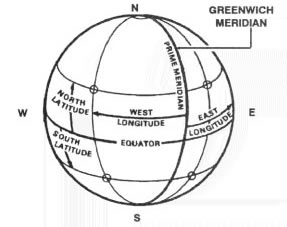 N
GREENWICH
MERIDIAN
PRIME MERIDIAN
NORTH
LATITUDE
W
WEST
LONGITUDE
EAST
LONGITUDE
E
EQUATOR
SOUTH
LATITUDE
S